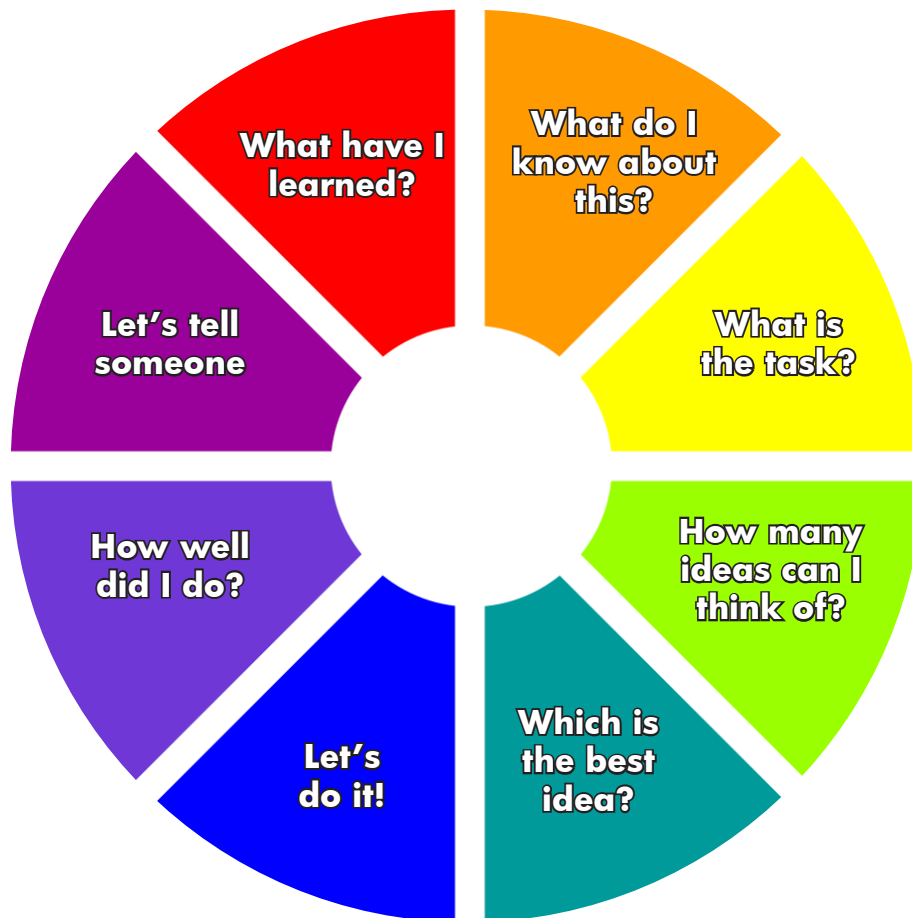 What do I
know about
this?
What is
the task?
How many
ideas can I
think of?
Which is
the best
idea?
Let's
do it!
How well
did I do?
Let's tell
someone
What have I
learned?